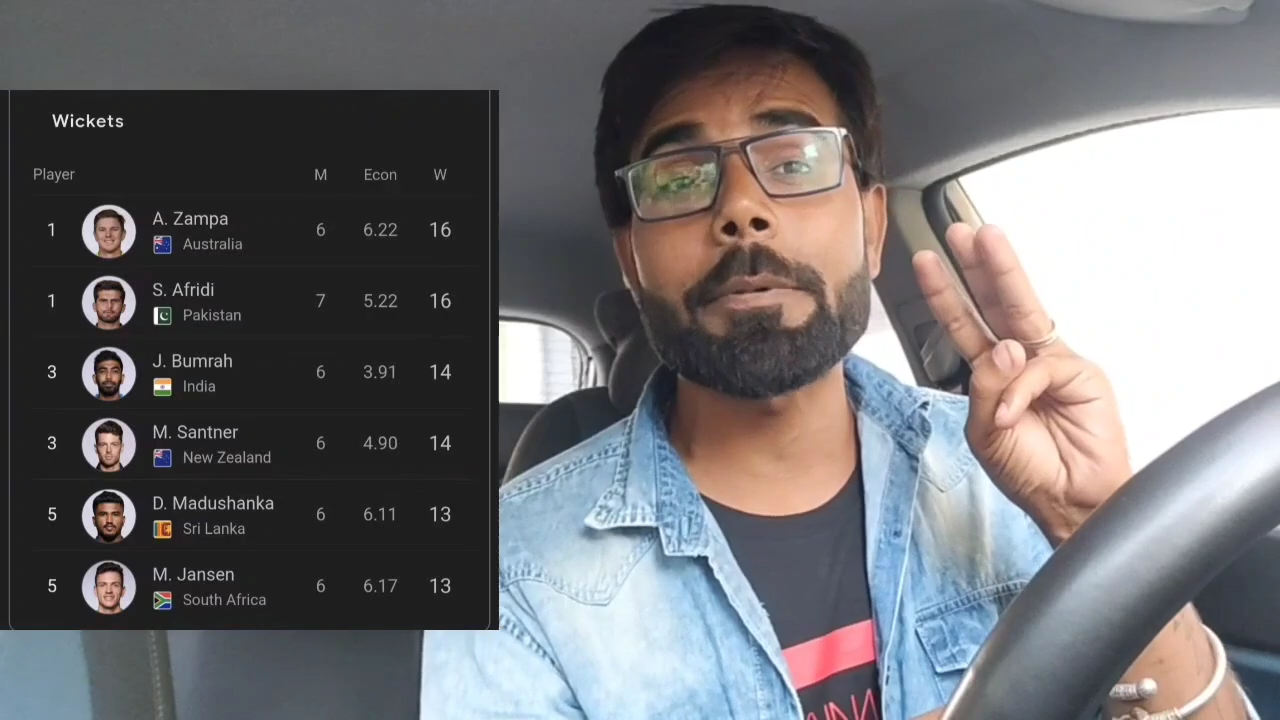 Wickets
Player M Econ W
1 A. Zampa 6 6.22 16
Australia
1 S. Afridi 7 5.22 16
Pakistan
3 J. Bumrah 6 3.91 14
India
3 M. Santner 6 4.90 14
New Zealand
5 D. Madushanka 6 6.11 13
Sri Lanka
5 M. Jansen 6 6.17 13
South Africa